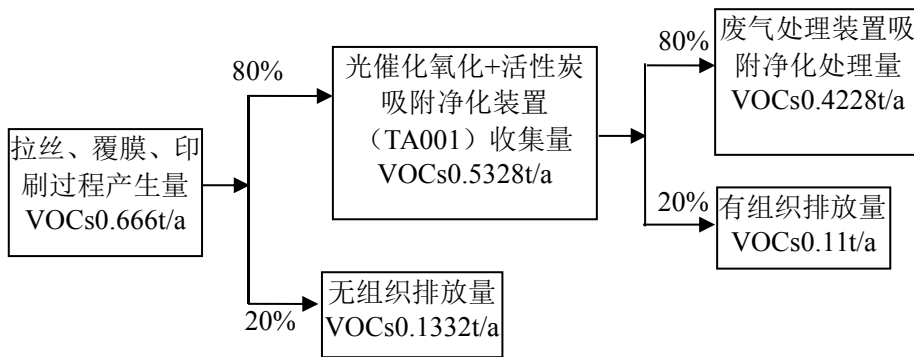 拉丝、覆膜、印
刷过程产生量
VOCs0.666t/a
80%
光催化氧化+活性炭
吸附净化装置
（TA001）收集量
VOCs0.5328t/a
80%
废气处理装置吸
附净化处理量
VOCs0.4228t/a
20%
有组织排放量
VOCs0.11t/a
20%
无组织排放量
VOCs0.1332t/a